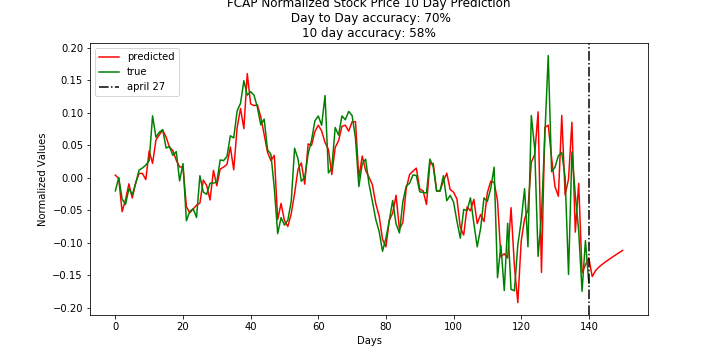 FCAP Normalized Stock Price 10 Day Prediction
Day to Day accuracy: 70%
10 day accuracy: 58%
predicted
true
april 27
Normalized Values
0.20
0.15
0.10
0.05
0.00
−0.05
−0.10
−0.15
−0.20
0 20 40 60 80 100 120 140
Days